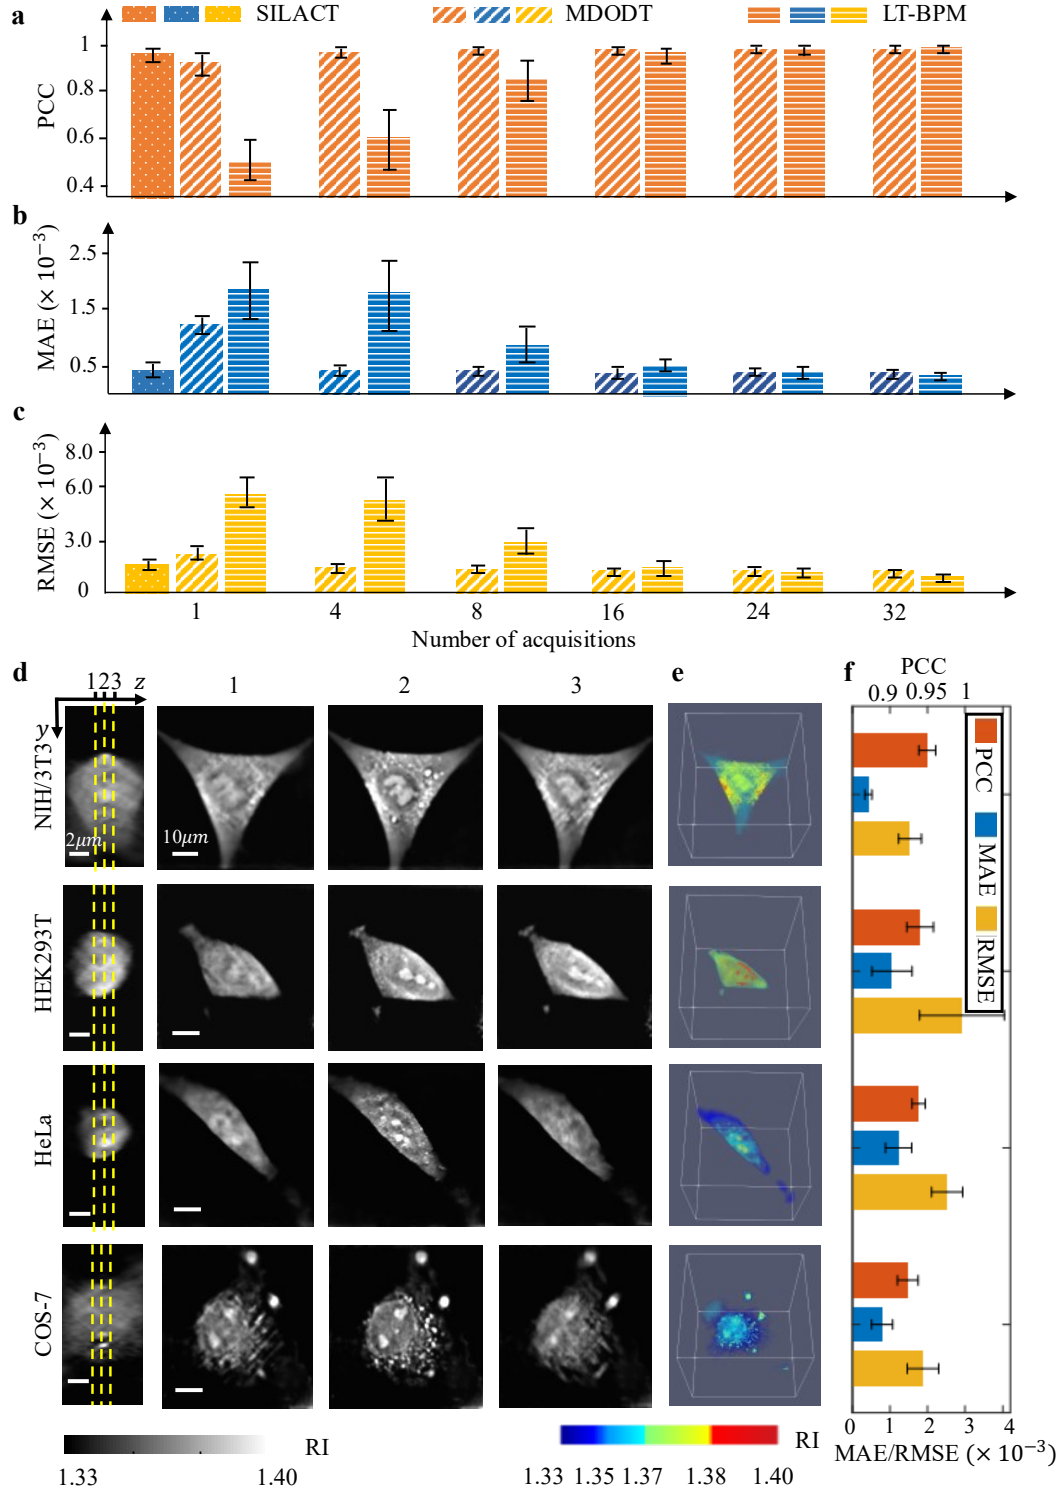 a SILACT MDODT LT-BPM
PCC
1
0.8
0.6
0.4
b
MAE (× 10⁻³)
2.5
1.5
0.5
c
RMSE (× 10⁻³)
8.0
6.0
3.0
0
1 4 8 16 24 32
Number of acquisitions
d 123 z 1 2 3 e f
y
NIH/3T3
2μm 10μm
HEK293T
HeLa
COS-7
RI
1.33 1.40
RI
1.33 1.35 1.37 1.38 1.40
PCC
0.9 0.95 1
PCC MAE RMSE
0 1 2 3 4
MAE/RMSE (× 10⁻³)